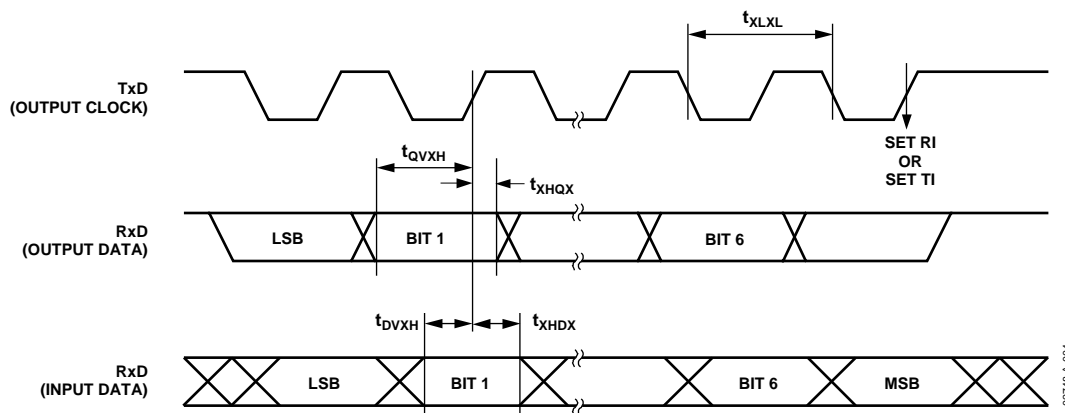 tXLXL
TxD
(OUTPUT CLOCK)
SET RI
OR
SET TI
tQVXH
tXHQX
RxD
(OUTPUT DATA)
LSB
BIT 1
BIT 6
tDVXH
tXHDX
RxD
(INPUT DATA)
LSB
BIT 1
BIT 6
MSB